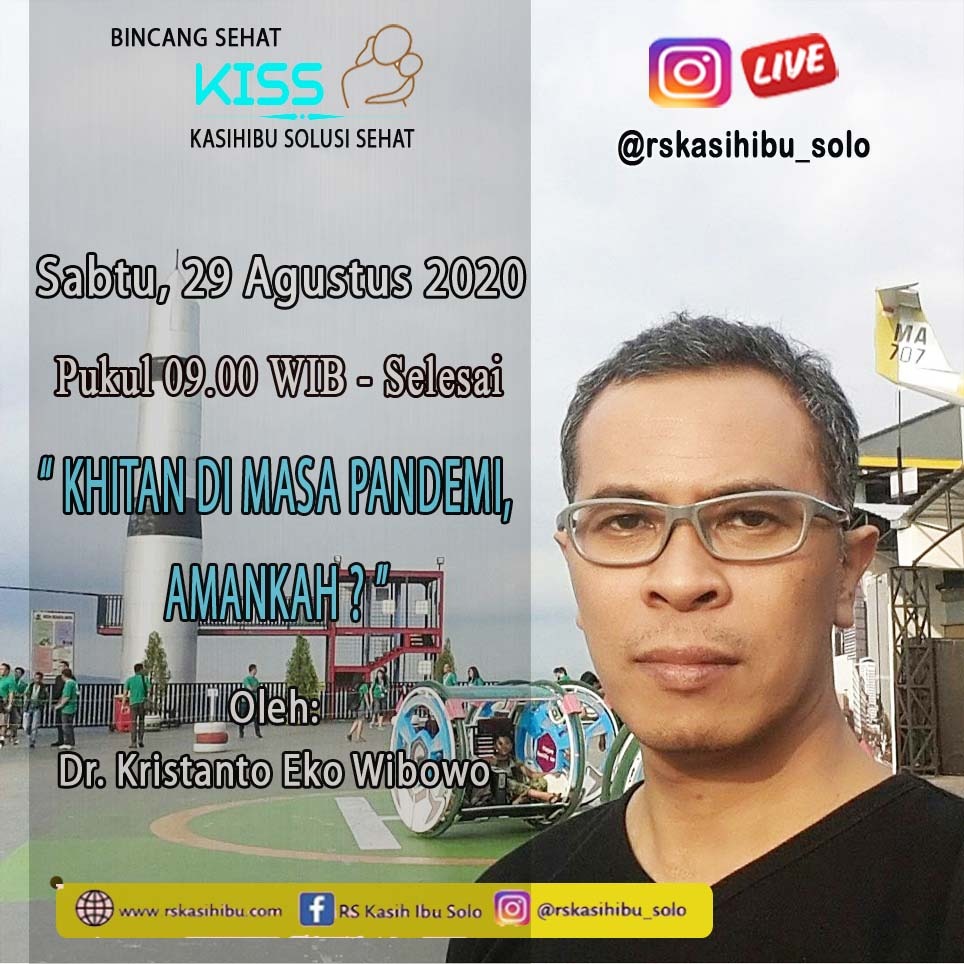 BINCANG SEHAT
KISS
KASIHIBU SOLUSI SEHAT
LIVE
@rskasihibu_solo
Sabtu, 29 Agustus 2020
Pukul 09.00 WIB - Selesai
“ KHITAN DI MASA PANDEMI,
AMANKAH ? ”
Oleh:
Dr. Kristanto Eko Wibowo
MA
707
www.rskasihibu.com RS Kasih Ibu Solo @rskasihibu_solo